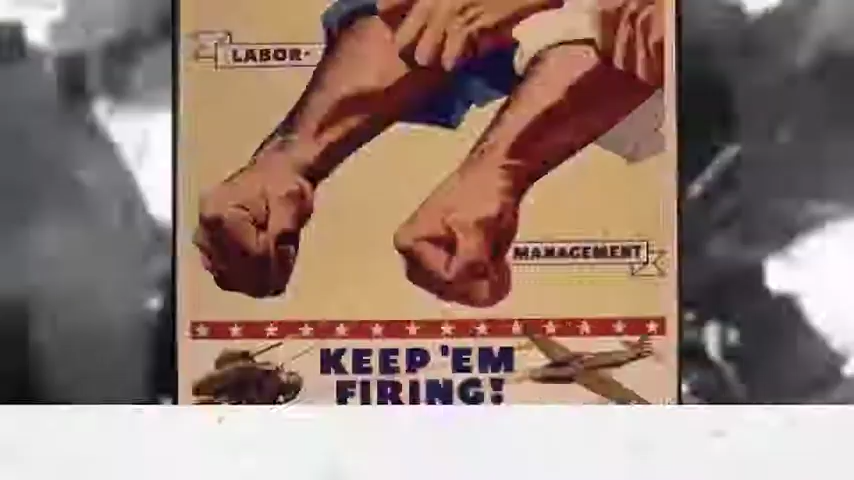 LABOR-
MANAGEMENT
KEEP 'EM
FIRING!